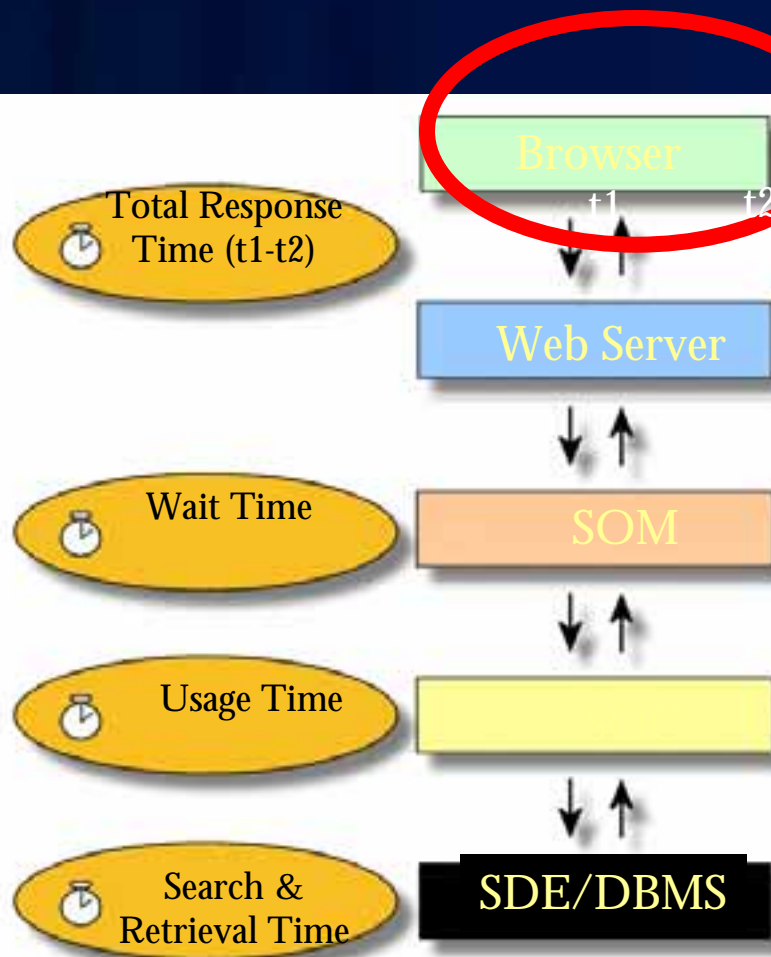 Browser
t1 t2
Total Response
Time (t1-t2)
Web Server
Wait Time
SOM
Usage Time
Search &
Retrieval Time
SDE/DBMS